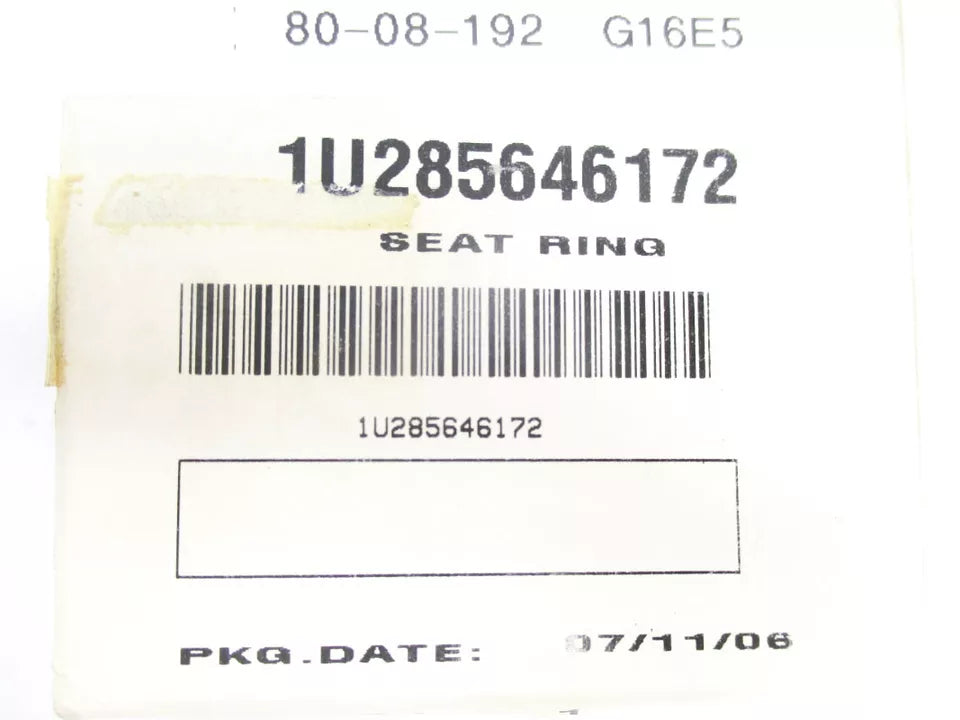 80-08-192 G16E5
1U285646172
SEAT RING
1U285646172
PKG.DATE: 07/11/06